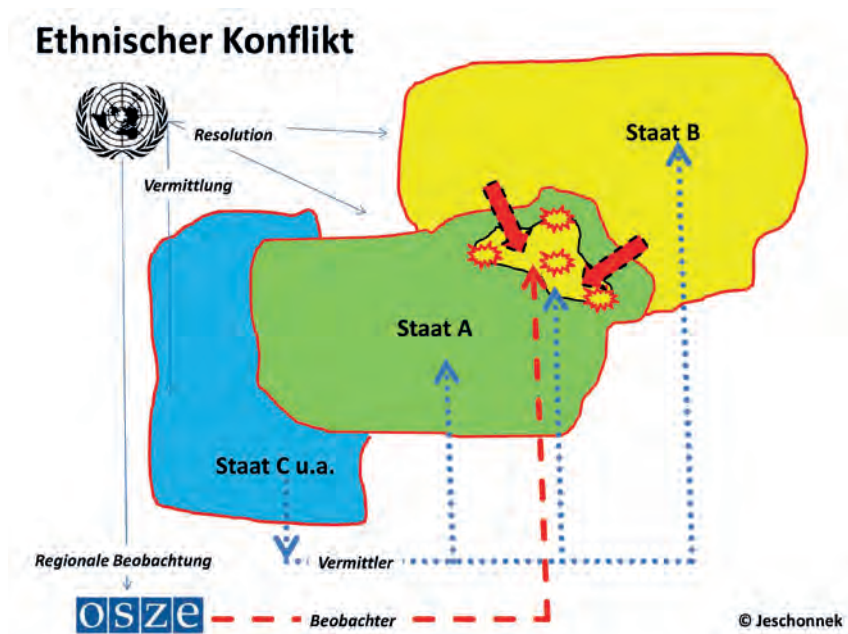 Ethnischer Konflikt
Resolution
Staat B
Vermittlung
Staat A
Staat C u.a.
Regionale Beobachtung
Vermittler
osze
Beobachter
© Jeschonnek